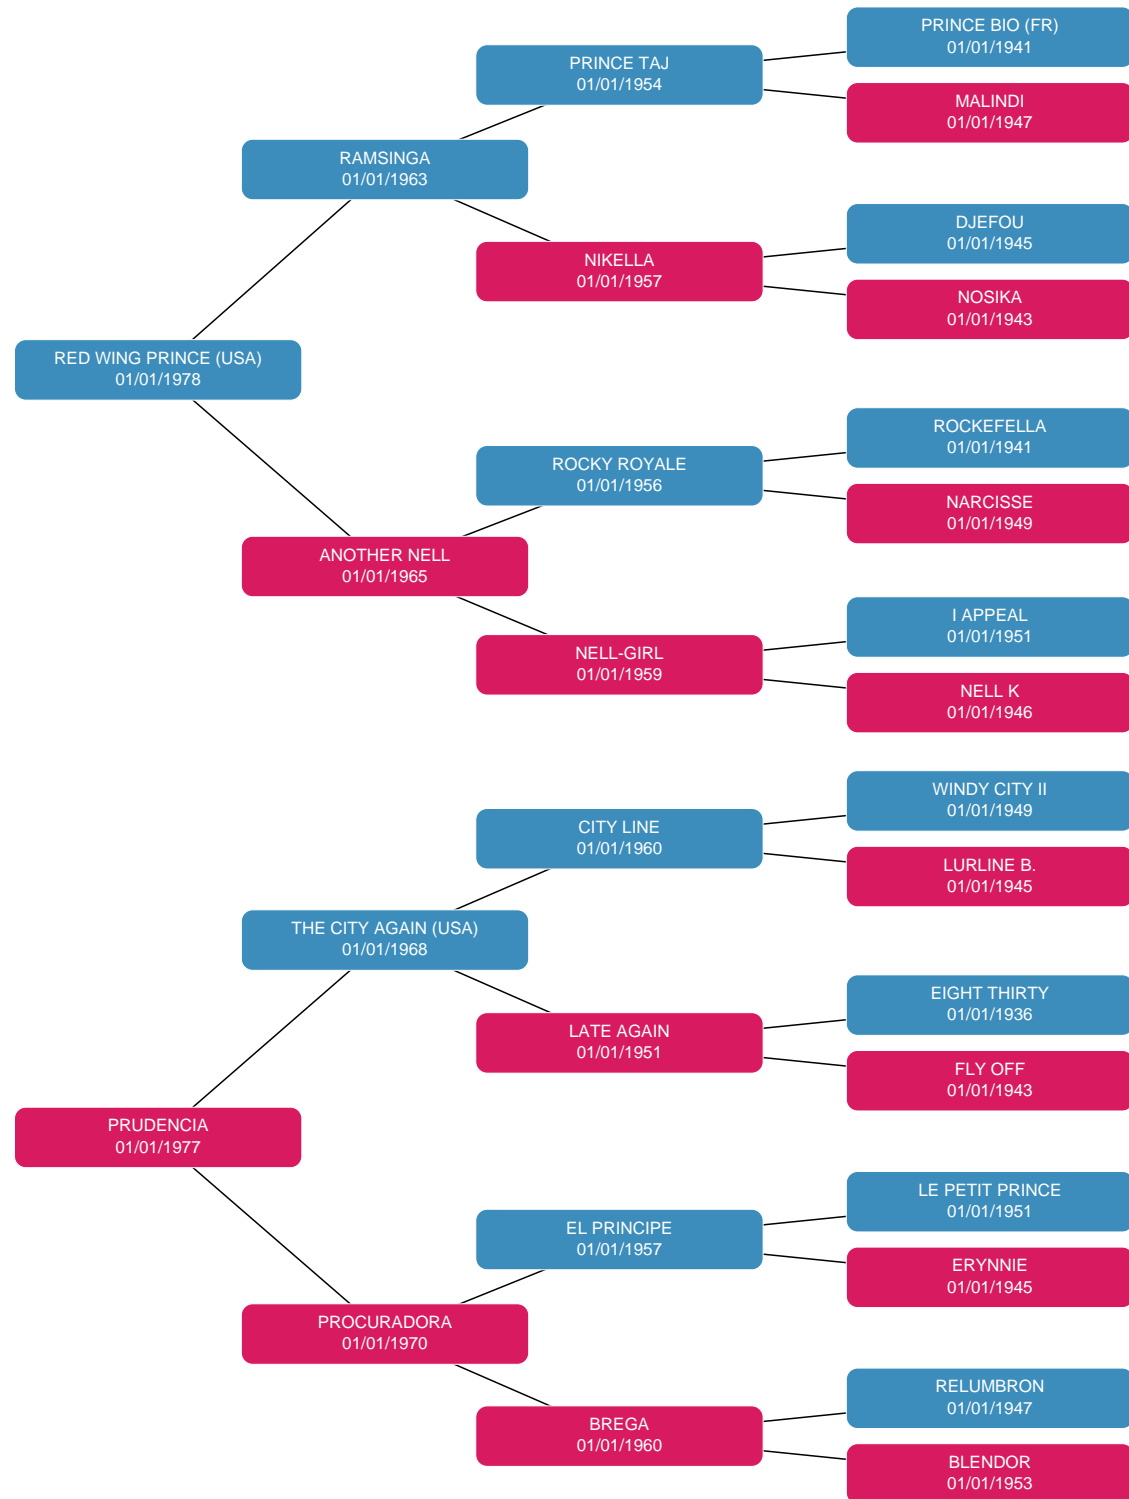 PRINCE BIO (FR)
01/01/1941
PRINCE TAJ
01/01/1954
MALINDI
01/01/1947
RAMSINGA
01/01/1963
DJEFOU
01/01/1945
NIKELLA
01/01/1957
NOSIKA
01/01/1943
RED WING PRINCE (USA)
01/01/1978
ROCKEFELLA
01/01/1941
ROCKY ROYALE
01/01/1956
NARCISSE
01/01/1949
ANOTHER NELL
01/01/1965
I APPEAL
01/01/1951
NELL-GIRL
01/01/1959
NELL K
01/01/1946
WINDY CITY II
01/01/1949
CITY LINE
01/01/1960
LURLINE B.
01/01/1945
THE CITY AGAIN (USA)
01/01/1968
EIGHT THIRTY
01/01/1936
LATE AGAIN
01/01/1951
FLY OFF
01/01/1943
PRUDENCIA
01/01/1977
LE PETIT PRINCE
01/01/1951
EL PRINCIPE
01/01/1957
ERYNNIE
01/01/1945
PROCURADORA
01/01/1970
RELUMBRON
01/01/1947
BREGA
01/01/1960
BLENDOR
01/01/1953